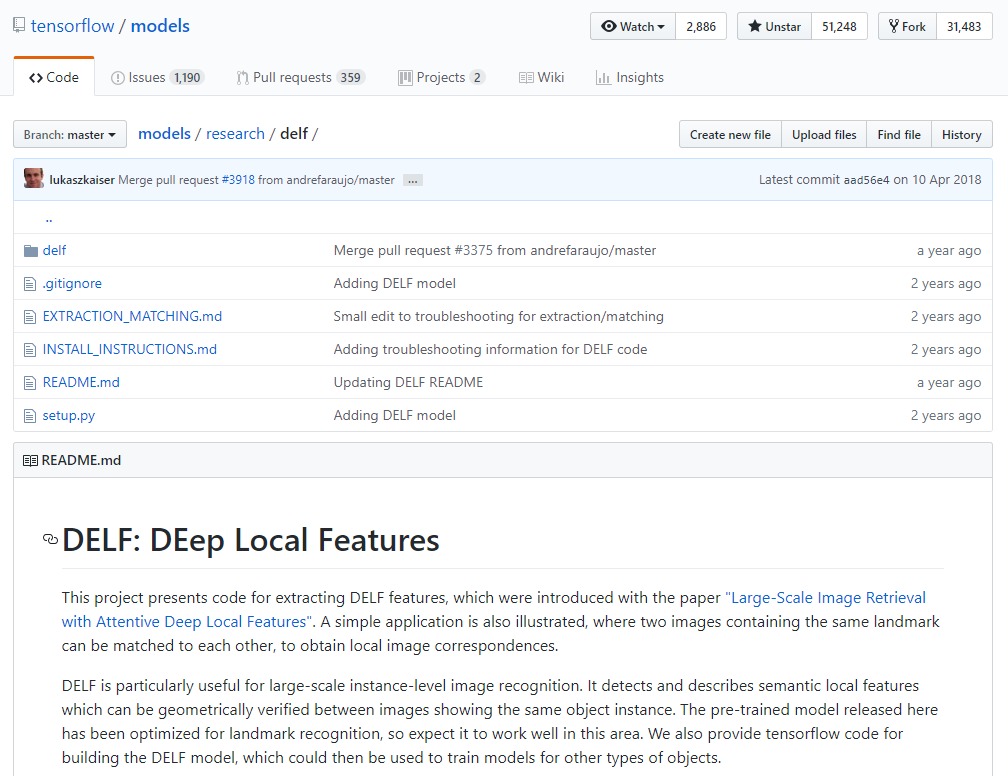 tensorflow / models
Watch 2,886 Unstar 51,248 Fork 31,483
Code Issues 1,190 Pull requests 359 Projects 2 Wiki Insights
Branch: master models / research / delf / Create new file Upload files Find file History
lukaszkaiser Merge pull request #3918 from andrefaraujo/master ... Latest commit aad56e4 on 10 Apr 2018
..
delf Merge pull request #3375 from andrefaraujo/master a year ago
.gitignore Adding DELF model 2 years ago
EXTRACTION_MATCHING.md Small edit to troubleshooting for extraction/matching 2 years ago
INSTALL_INSTRUCTIONS.md Adding troubleshooting information for DELF code 2 years ago
README.md Updating DELF README a year ago
setup.py Adding DELF model 2 years ago
README.md
DELF: DEep Local Features
This project presents code for extracting DELF features, which were introduced with the paper "Large-Scale Image Retrieval
with Attentive Deep Local Features". A simple application is also illustrated, where two images containing the same landmark
can be matched to each other, to obtain local image correspondences.
DELF is particularly useful for large-scale instance-level image recognition. It detects and describes semantic local features
which can be geometrically verified between images showing the same object instance. The pre-trained model released here
has been optimized for landmark recognition, so expect it to work well in this area. We also provide tensorflow code for
building the DELF model, which could then be used to train models for other types of objects.